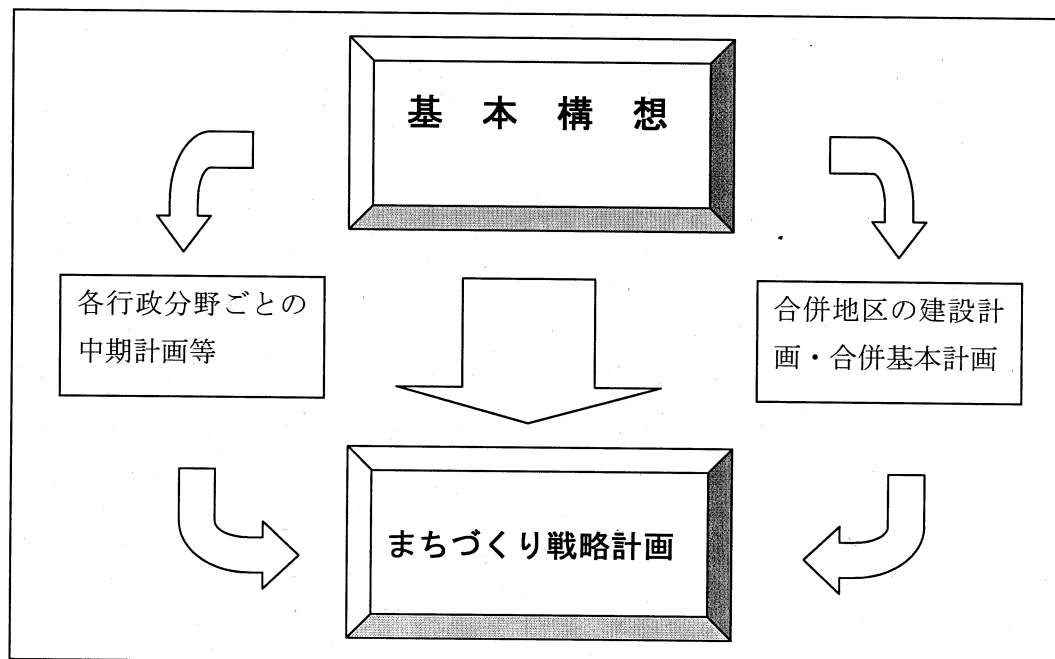 基本構想
各行政分野ごとの
中期計画等
合併地区の建設計
画・合併基本計画
まちづくり戦略計画